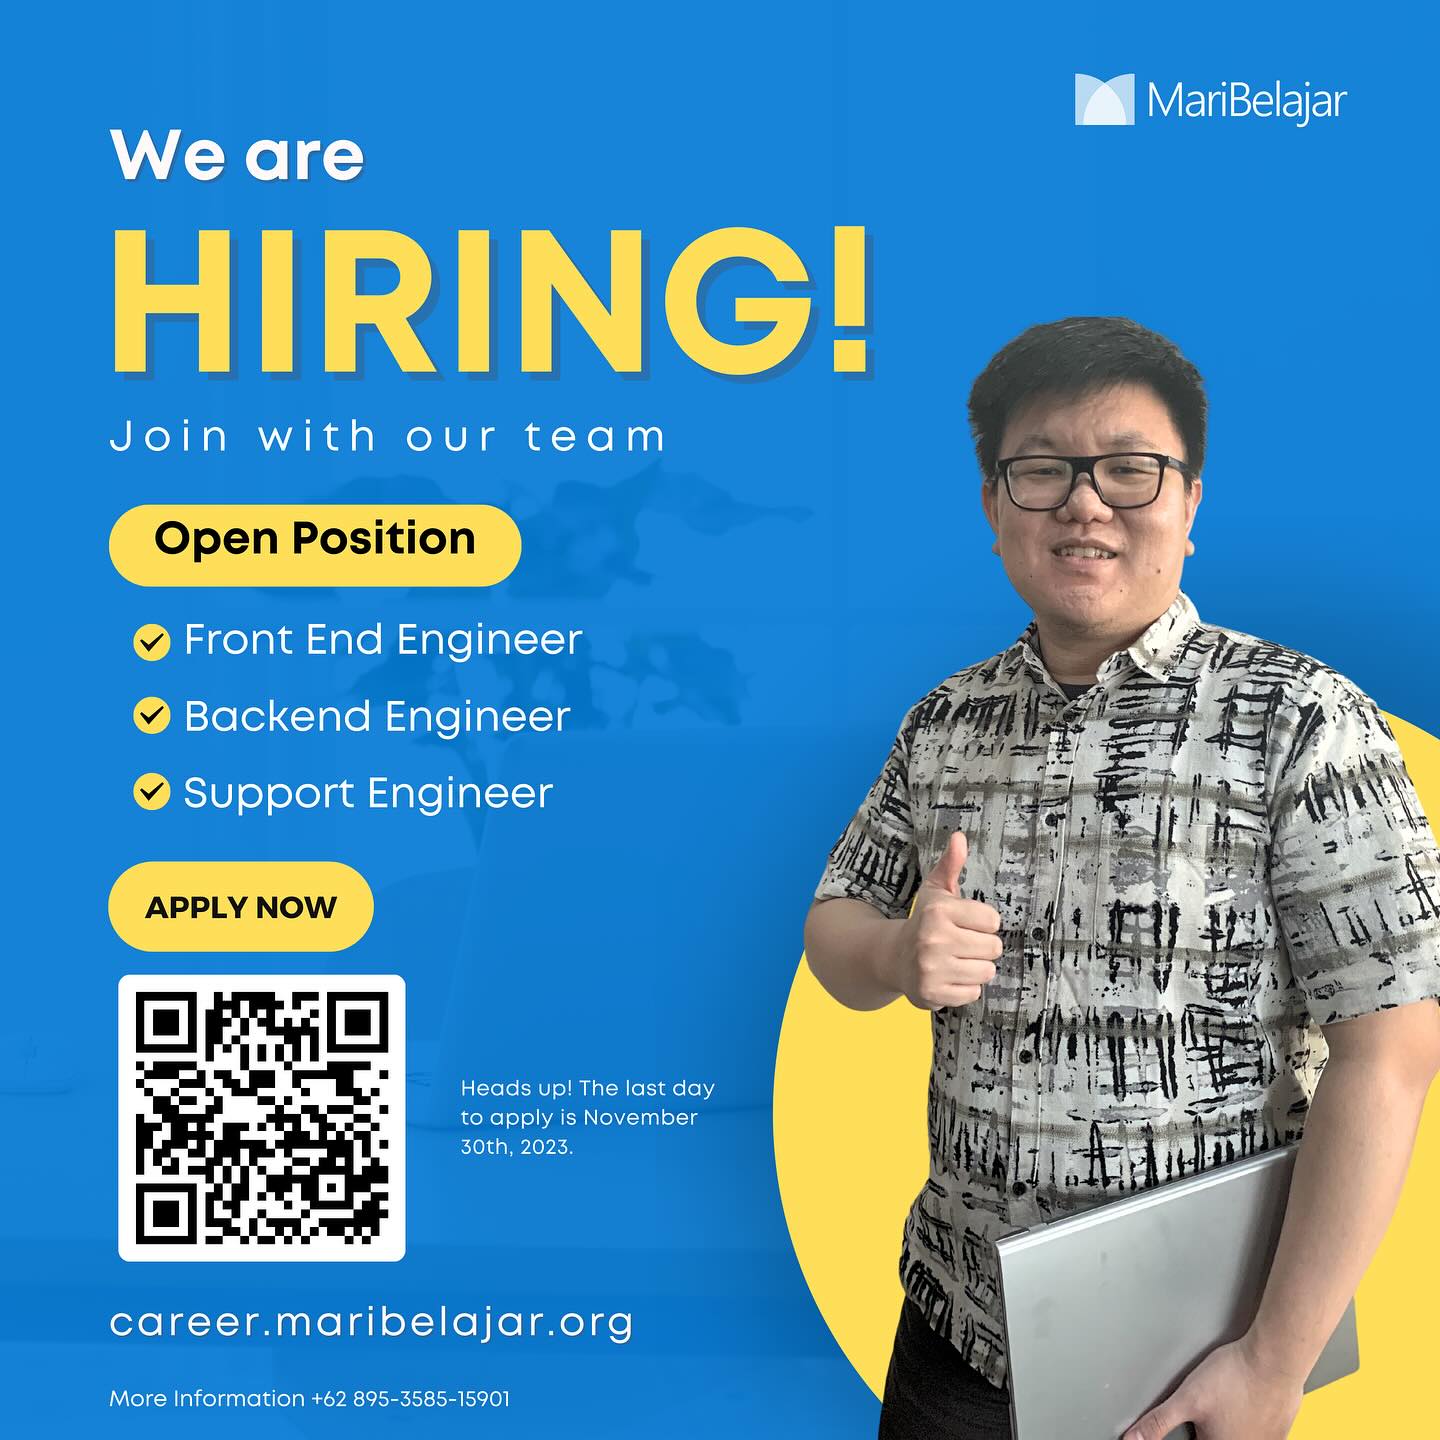 MariBelajar
We are
HIRING!
Join with our team
Open Position
Front End Engineer
Backend Engineer
Support Engineer
APPLY NOW
Heads up! The last day
to apply is November
30th, 2023.
career.maribelajar.org
More Information +62 895-3585-15901